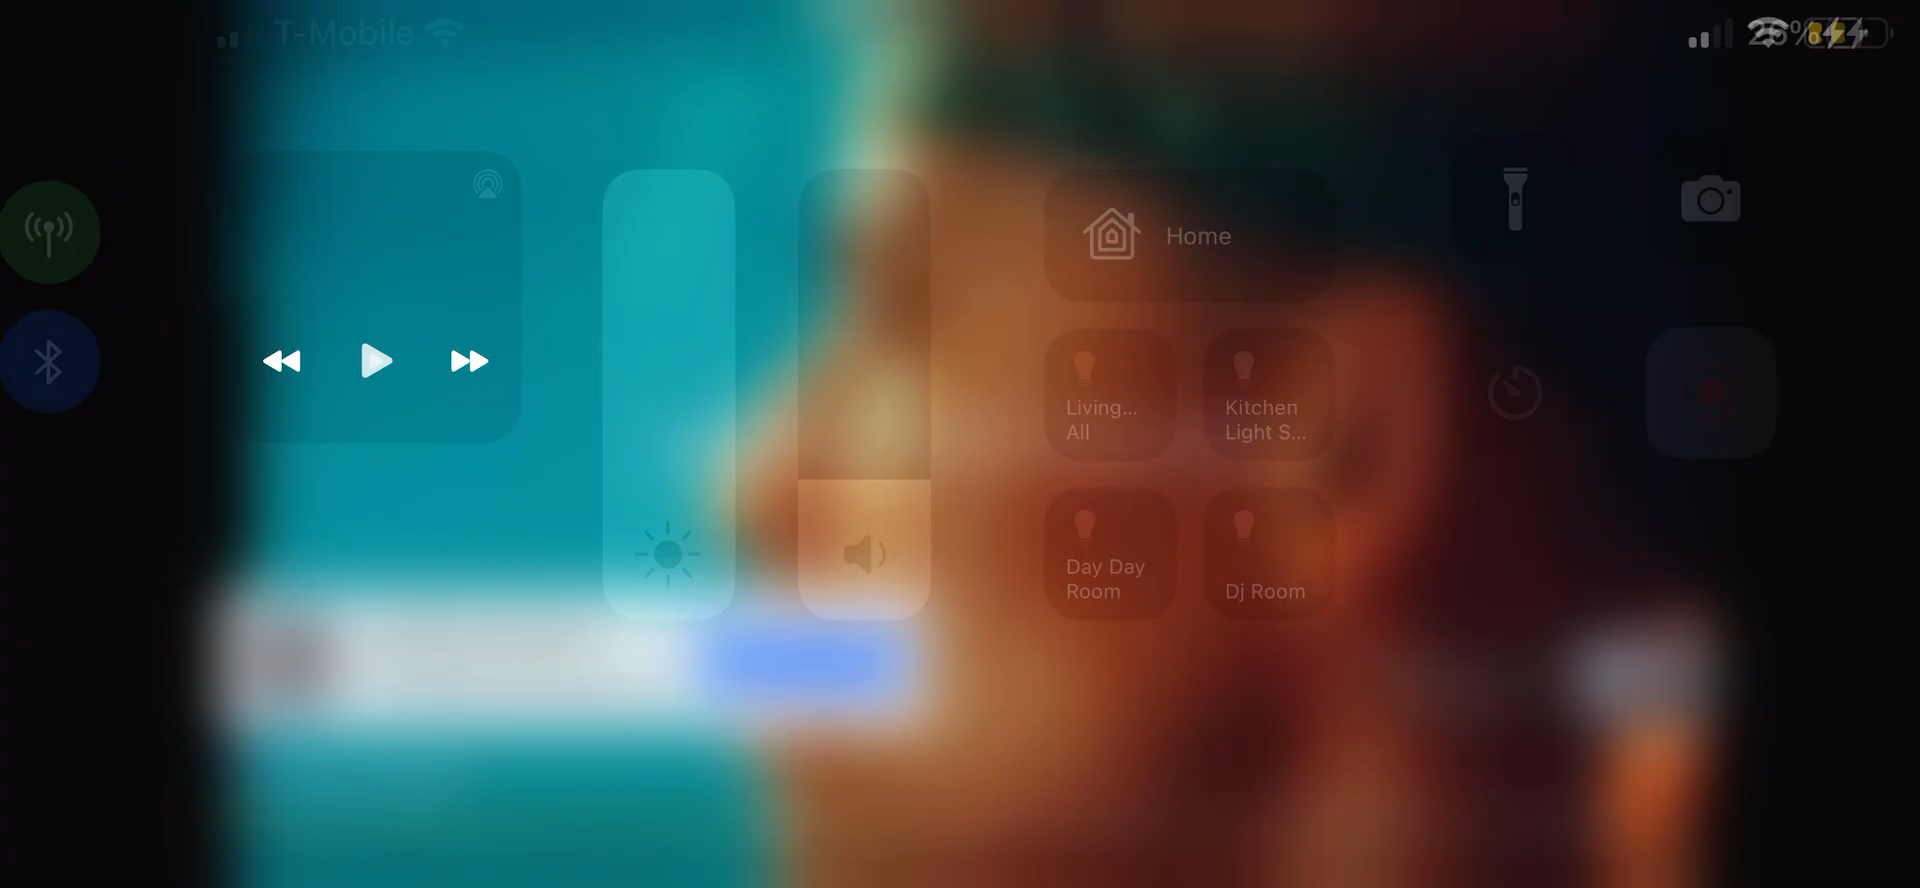 T-Mobile
Home
Living...
All
Kitchen
Light S...
Day Day
Room
Dj Room